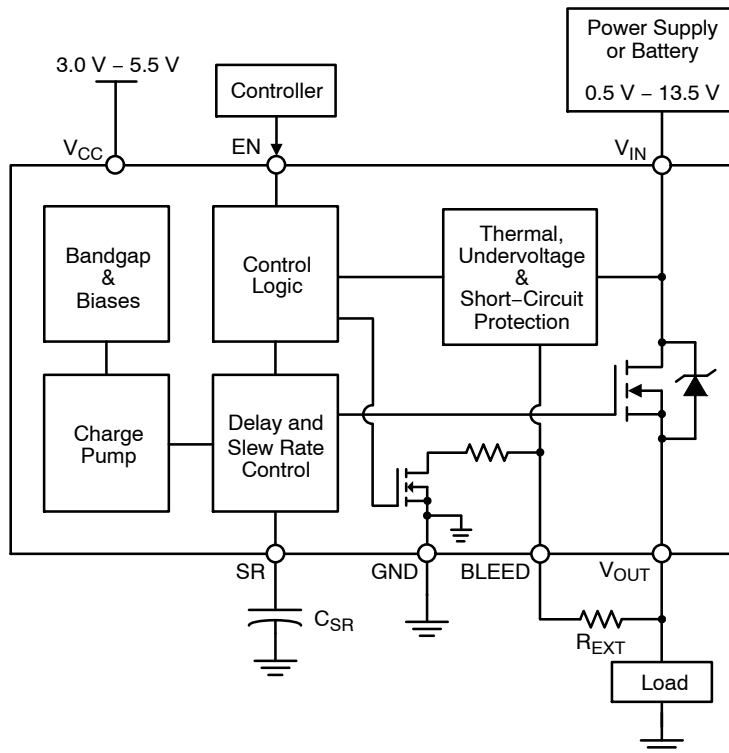 Power Supply
or Battery
0.5 V – 13.5 V
3.0 V – 5.5 V
Controller
VCC
EN
VIN
Bandgap
&
Biases
Control
Logic
Thermal,
Undervoltage
&
Short–Circuit
Protection
Charge
Pump
Delay and
Slew Rate
Control
SR
GND
BLEED
VOUT
CSR
REXT
Load